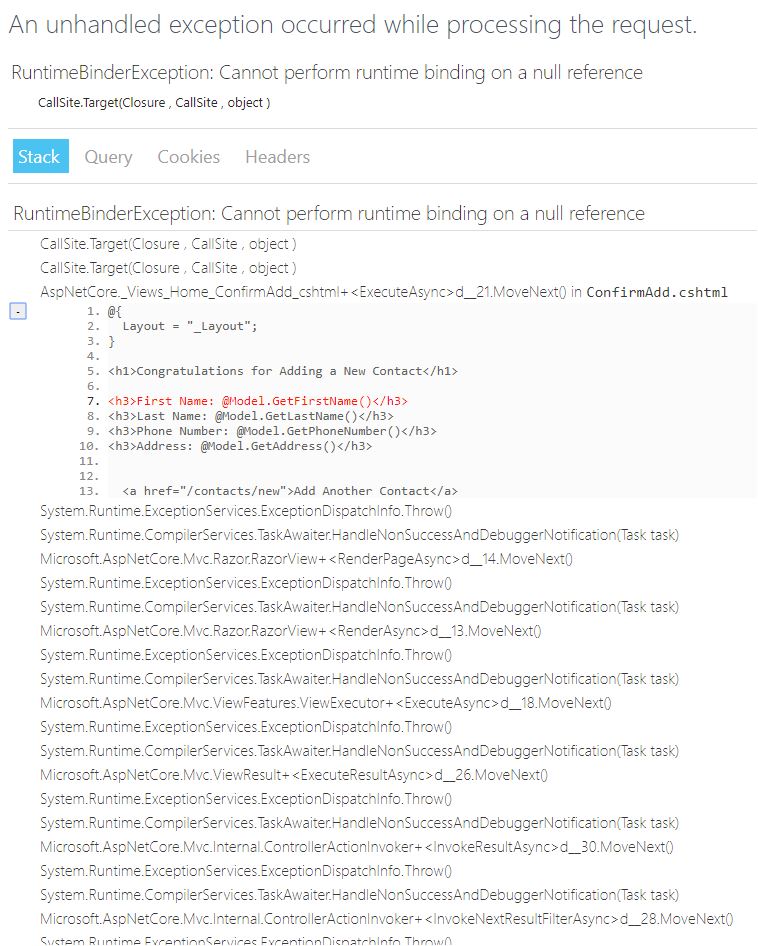 An unhandled exception occurred while processing the request.
RuntimeBinderException: Cannot perform runtime binding on a null reference
CallSite.Target(Closure , CallSite , object )
Stack Query Cookies Headers
RuntimeBinderException: Cannot perform runtime binding on a null reference
CallSite.Target(Closure , CallSite , object )
CallSite.Target(Closure , CallSite , object )
AspNetCore._Views_Home_ConfirmAdd_cshtml+<ExecuteAsync>d__21.MoveNext() in ConfirmAdd.cshtml
- 1. @{
2. Layout = "_Layout";
3. }
4.
5. <h1>Congratulations for Adding a New Contact</h1>
6.
7. <h3>First Name: @Model.GetFirstName()</h3>
8. <h3>Last Name: @Model.GetLastName()</h3>
9. <h3>Phone Number: @Model.GetPhoneNumber()</h3>
10. <h3>Address: @Model.GetAddress()</h3>
11.
12.
13. <a href="/contacts/new">Add Another Contact</a>
System.Runtime.ExceptionServices.ExceptionDispatchInfo.Throw()
System.Runtime.CompilerServices.TaskAwaiter.HandleNonSuccessAndDebuggerNotification(Task task)
Microsoft.AspNetCore.Mvc.Razor.RazorView+<RenderPageAsync>d__14.MoveNext()
System.Runtime.ExceptionServices.ExceptionDispatchInfo.Throw()
System.Runtime.CompilerServices.TaskAwaiter.HandleNonSuccessAndDebuggerNotification(Task task)
Microsoft.AspNetCore.Mvc.Razor.RazorView+<RenderAsync>d__13.MoveNext()
System.Runtime.ExceptionServices.ExceptionDispatchInfo.Throw()
System.Runtime.CompilerServices.TaskAwaiter.HandleNonSuccessAndDebuggerNotification(Task task)
Microsoft.AspNetCore.Mvc.ViewFeatures.ViewExecutor+<ExecuteAsync>d__18.MoveNext()
System.Runtime.ExceptionServices.ExceptionDispatchInfo.Throw()
System.Runtime.CompilerServices.TaskAwaiter.HandleNonSuccessAndDebuggerNotification(Task task)
Microsoft.AspNetCore.Mvc.ViewResult+<ExecuteResultAsync>d__26.MoveNext()
System.Runtime.ExceptionServices.ExceptionDispatchInfo.Throw()
System.Runtime.CompilerServices.TaskAwaiter.HandleNonSuccessAndDebuggerNotification(Task task)
Microsoft.AspNetCore.Mvc.Internal.ControllerActionInvoker+<InvokeResultAsync>d__30.MoveNext()
System.Runtime.ExceptionServices.ExceptionDispatchInfo.Throw()
System.Runtime.CompilerServices.TaskAwaiter.HandleNonSuccessAndDebuggerNotification(Task task)
Microsoft.AspNetCore.Mvc.Internal.ControllerActionInvoker+<InvokeNextResultFilterAsync>d__28.MoveNext()
System.Runtime.ExceptionServices.ExceptionDispatchInfo.Throw()